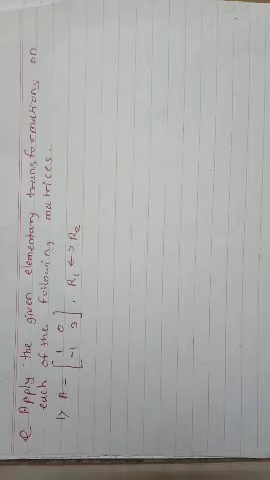 Q Apply the given elementary transformations on
each of the following matrices.
1> A = [ 1 0
-1 3 ] . R₁ ↔ R₂